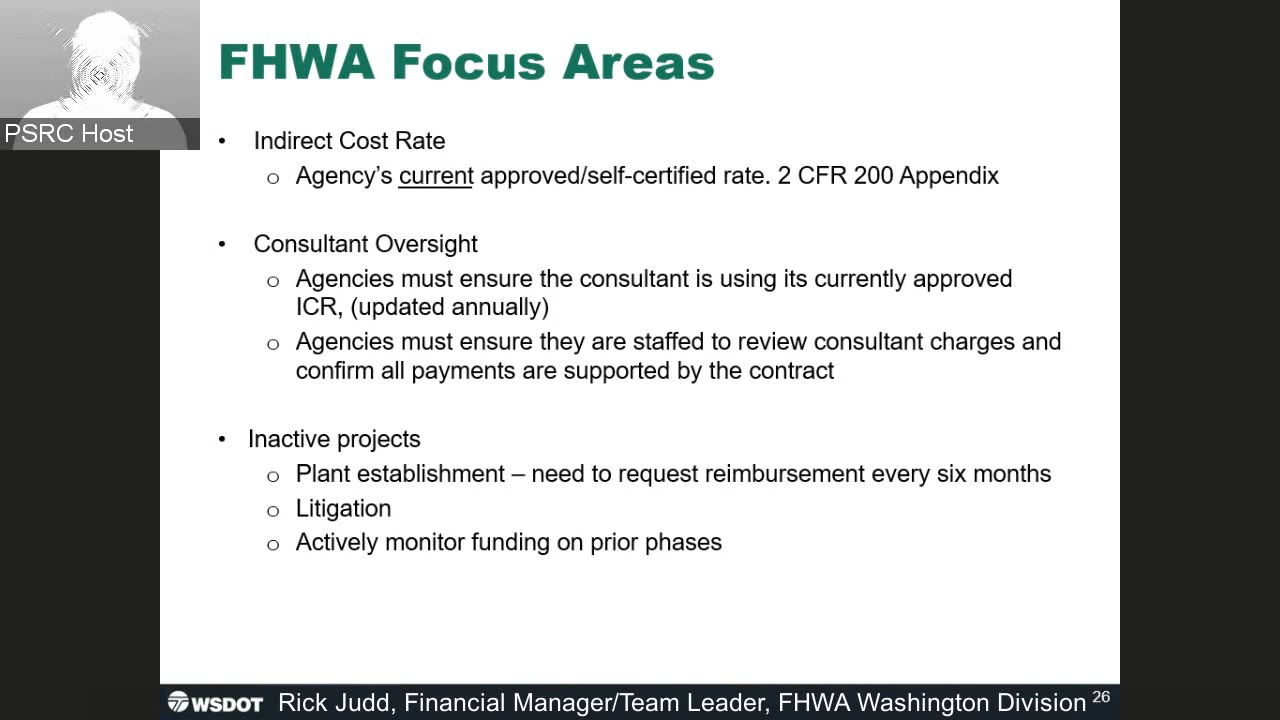 FHWA Focus Areas
PSRC Host
• Indirect Cost Rate
o Agency's current approved/self-certified rate. 2 CFR 200 Appendix
• Consultant Oversight
o Agencies must ensure the consultant is using its currently approved
ICR, (updated annually)
o Agencies must ensure they are staffed to review consultant charges and
confirm all payments are supported by the contract
• Inactive projects
o Plant establishment – need to request reimbursement every six months
o Litigation
o Actively monitor funding on prior phases
WSDOT Rick Judd, Financial Manager/Team Leader, FHWA Washington Division 26